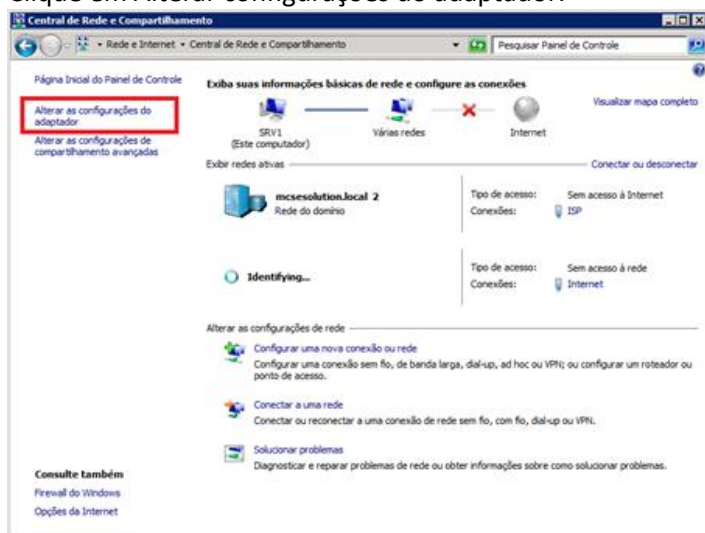 Clique em Alterar configurações do adaptador:
Central de Rede e Compartilhamento
Rede e Internet
Central de Rede e Compartilhamento
Pesquisar Painel de Controle
Página Inicial do Painel de Controle
Alterar as configurações do
adaptador
Alterar as configurações de
compartilhamento avançadas
Exiba suas informações básicas de rede e configure as conexões
Visualizar mapa completo
SRV1
(Este computador)
Várias redes
Internet
Exibir redes ativas
Conectar ou desconectar
mcsesolution.local 2
Rede do domínio
Tipo de acesso: Sem acesso à Internet
Conexões: ISP
Identifying...
Tipo de acesso: Sem acesso à rede
Conexões: Internet
Alterar as configurações de rede
Configurar uma nova conexão ou rede
Configurar uma conexão sem fio, de banda larga, dial-up, ad hoc ou VPN; ou configurar um roteador ou
ponto de acesso.
Conectar a uma rede
Conectar ou reconectar a uma conexão de rede sem fio, com fio, dial-up ou VPN.
Solucionar problemas
Diagnosticar e reparar problemas de rede ou obter informações sobre como solucionar problemas.
Consulte também
Firewall do Windows
Opções da Internet